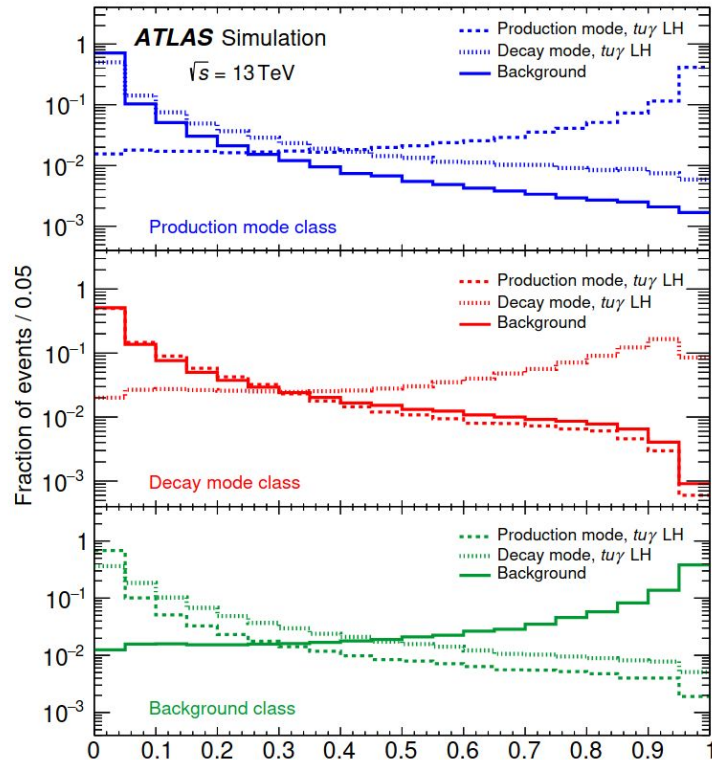 ATLAS Simulation
√s = 13 TeV
Production mode, tuγ LH
Decay mode, tuγ LH
Background
1
10⁻¹
10⁻²
10⁻³
Production mode class
Production mode, tuγ LH
Decay mode, tuγ LH
Background
1
10⁻¹
10⁻²
10⁻³
Decay mode class
Production mode, tuγ LH
Decay mode, tuγ LH
Background
1
10⁻¹
10⁻²
10⁻³
Background class
Fraction of events / 0.05
0 0.1 0.2 0.3 0.4 0.5 0.6 0.7 0.8 0.9 1